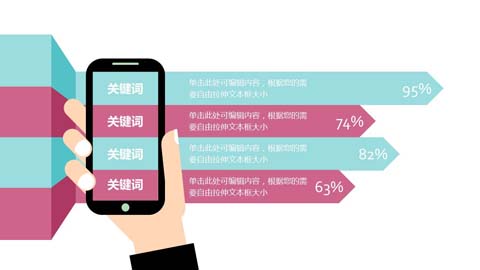 关键词
单击此处可编辑内容，根据您的需
要自由拉伸文本框大小
95%
关键词
单击此处可编辑内容，根据您的需
要自由拉伸文本框大小
74%
关键词
单击此处可编辑内容，根据您的需
要自由拉伸文本框大小
82%
关键词
单击此处可编辑内容，根据您的需
要自由拉伸文本框大小
63%